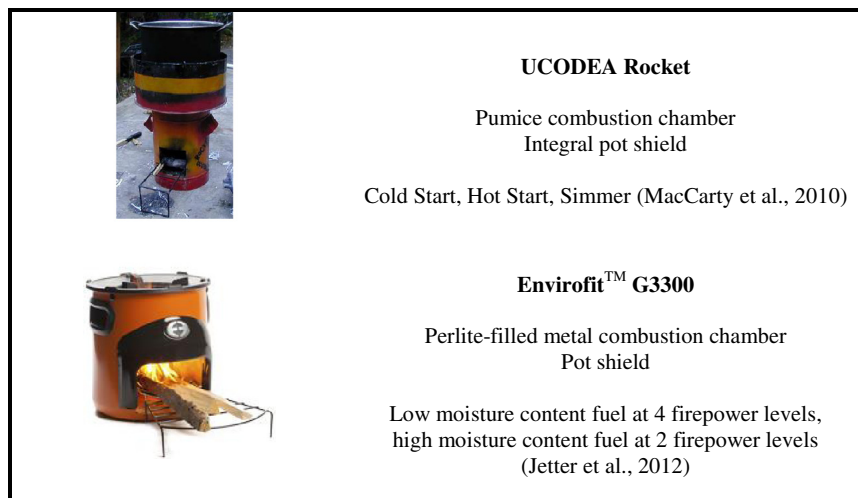 UCODEA Rocket
Pumice combustion chamber
Integral pot shield
Cold Start, Hot Start, Simmer (MacCarty et al., 2010)
Envirofit™ G3300
Perlite-filled metal combustion chamber
Pot shield
Low moisture content fuel at 4 firepower levels,
high moisture content fuel at 2 firepower levels
(Jetter et al., 2012)